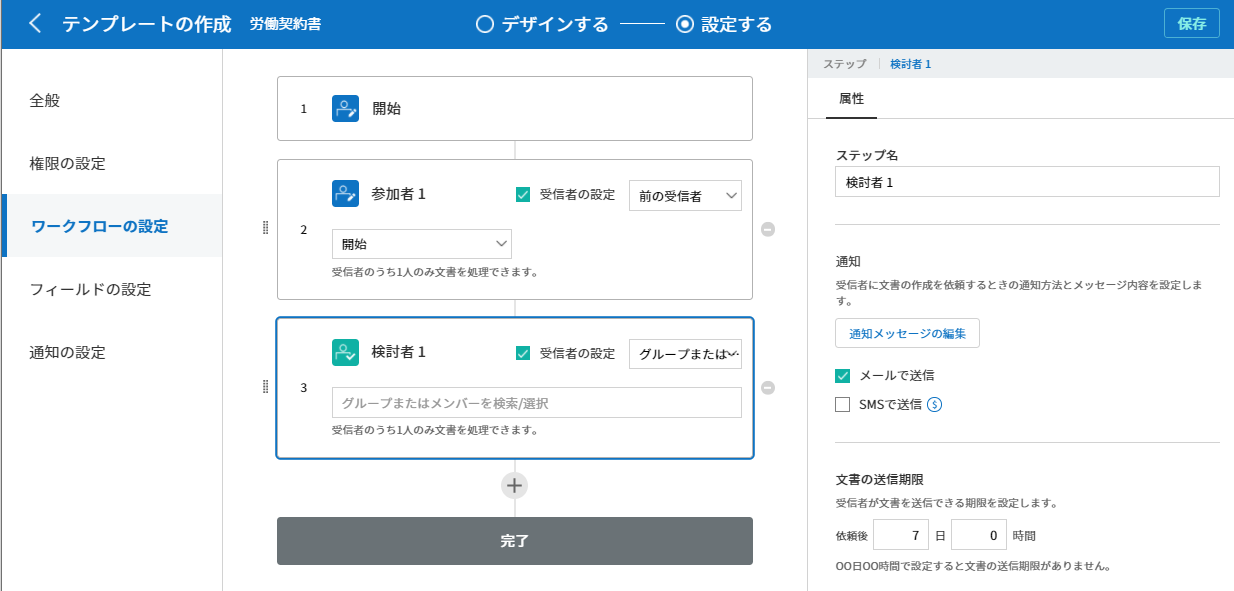 テンプレートの作成 労働契約書 デザインする 設定する 保存
全般
権限の設定
ワークフローの設定
フィールドの設定
通知の設定
1 開始
2
参加者 1 受信者の設定 前の受信者
開始
受信者のうち1人のみ文書を処理できます。
3
検討者 1 受信者の設定 グループまたは…
グループまたはメンバーを検索/選択
受信者のうち1人のみ文書を処理できます。
完了
ステップ 検討者 1
属性
ステップ名
検討者 1
通知
受信者に文書の作成を依頼するときの通知方法とメッセージ内容を設定しま
す。
通知メッセージの編集
メールで送信
SMSで送信 $
文書の送信期限
受信者が文書を送信できる期限を設定します。
依頼後 7 日 0 時間
00日00時間で設定すると文書の送信期限がありません。